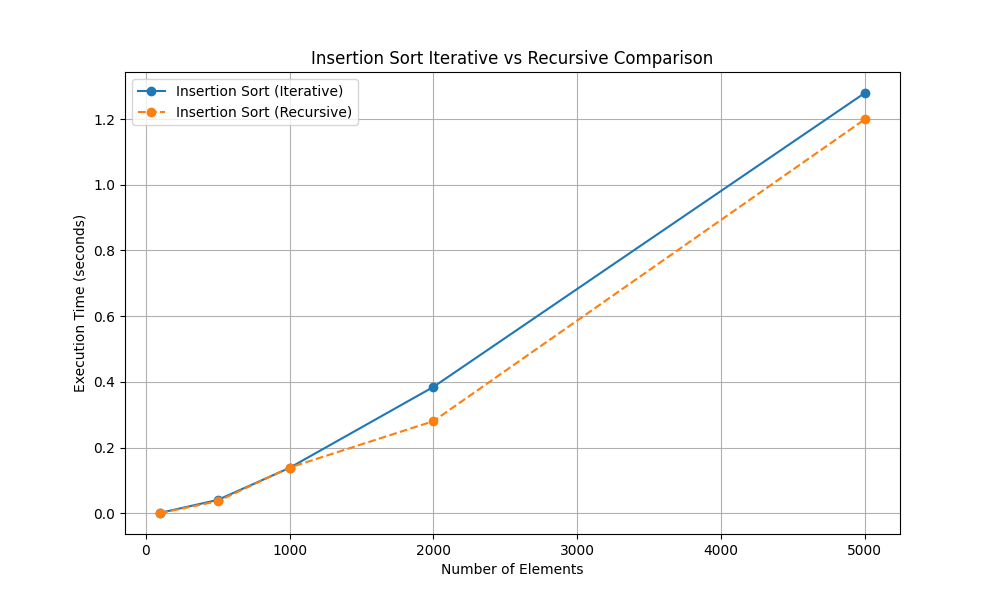 Insertion Sort Iterative vs Recursive Comparison
Insertion Sort (Iterative)
Insertion Sort (Recursive)
Execution Time (seconds)
1.2
1.0
0.8
0.6
0.4
0.2
0.0
0 1000 2000 3000 4000 5000
Number of Elements